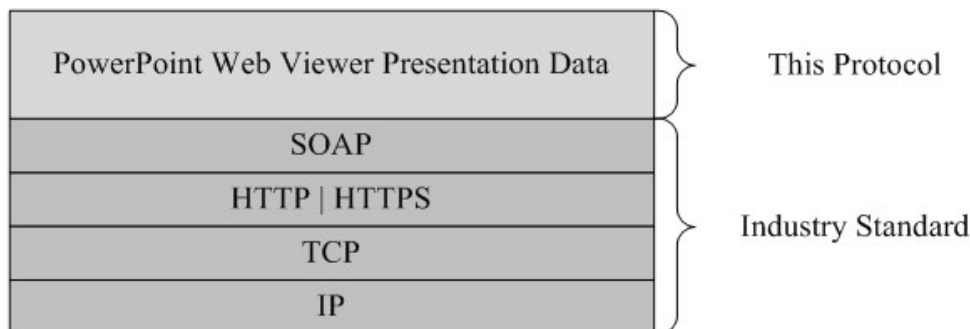 PowerPoint Web Viewer Presentation Data
This Protocol
SOAP
HTTP | HTTPS
TCP
IP
Industry Standard